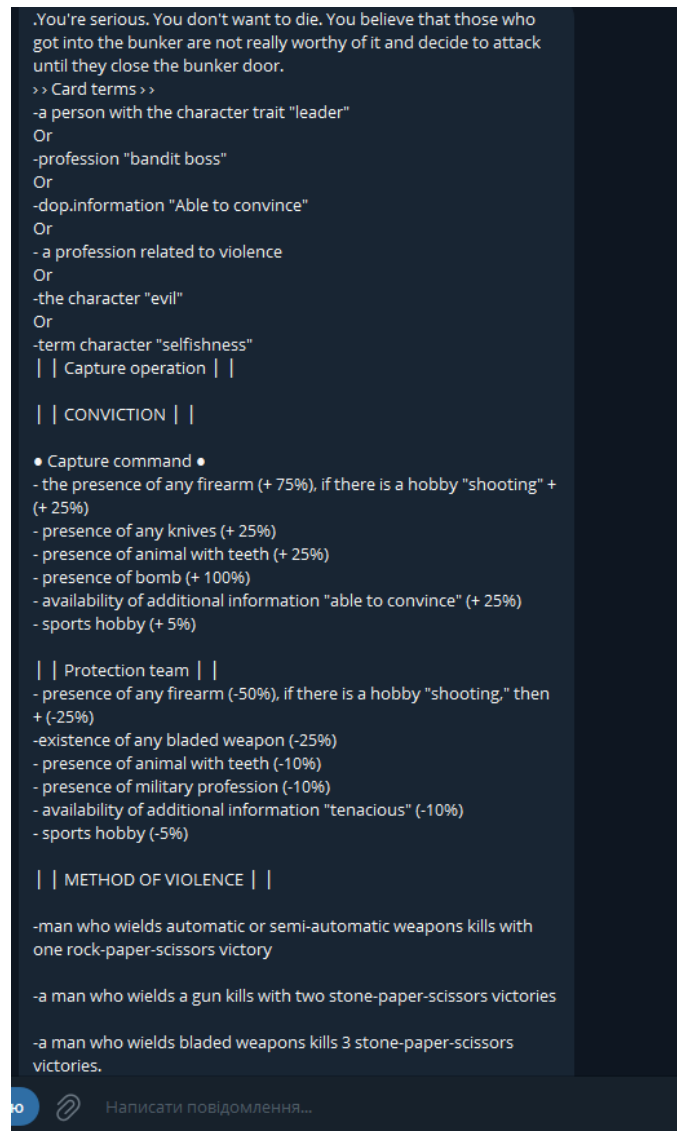 .You're serious. You don't want to die. You believe that those who
got into the bunker are not really worthy of it and decide to attack
until they close the bunker door.
›› Card terms ››
-a person with the character trait "leader"
Or
-profession "bandit boss"
Or
-dop.information "Able to convince"
Or
- a profession related to violence
Or
-the character "evil"
Or
-term character "selfishness"
││ Capture operation ││
││ CONVICTION ││
● Capture command ●
- the presence of any firearm (+ 75%), if there is a hobby "shooting" +
(+ 25%)
- presence of any knives (+ 25%)
- presence of animal with teeth (+ 25%)
- presence of bomb (+ 100%)
- availability of additional information "able to convince" (+ 25%)
- sports hobby (+ 5%)
││ Protection team ││
- presence of any firearm (-50%), if there is a hobby "shooting," then
+ (-25%)
-existence of any bladed weapon (-25%)
- presence of animal with teeth (-10%)
- presence of military profession (-10%)
- availability of additional information "tenacious" (-10%)
- sports hobby (-5%)
││ METHOD OF VIOLENCE ││
-man who wields automatic or semi-automatic weapons kills with
one rock-paper-scissors victory
-a man who wields a gun kills with two stone-paper-scissors victories
-a man who wields bladed weapons kills 3 stone-paper-scissors
victories.
ю Написати повідомлення...